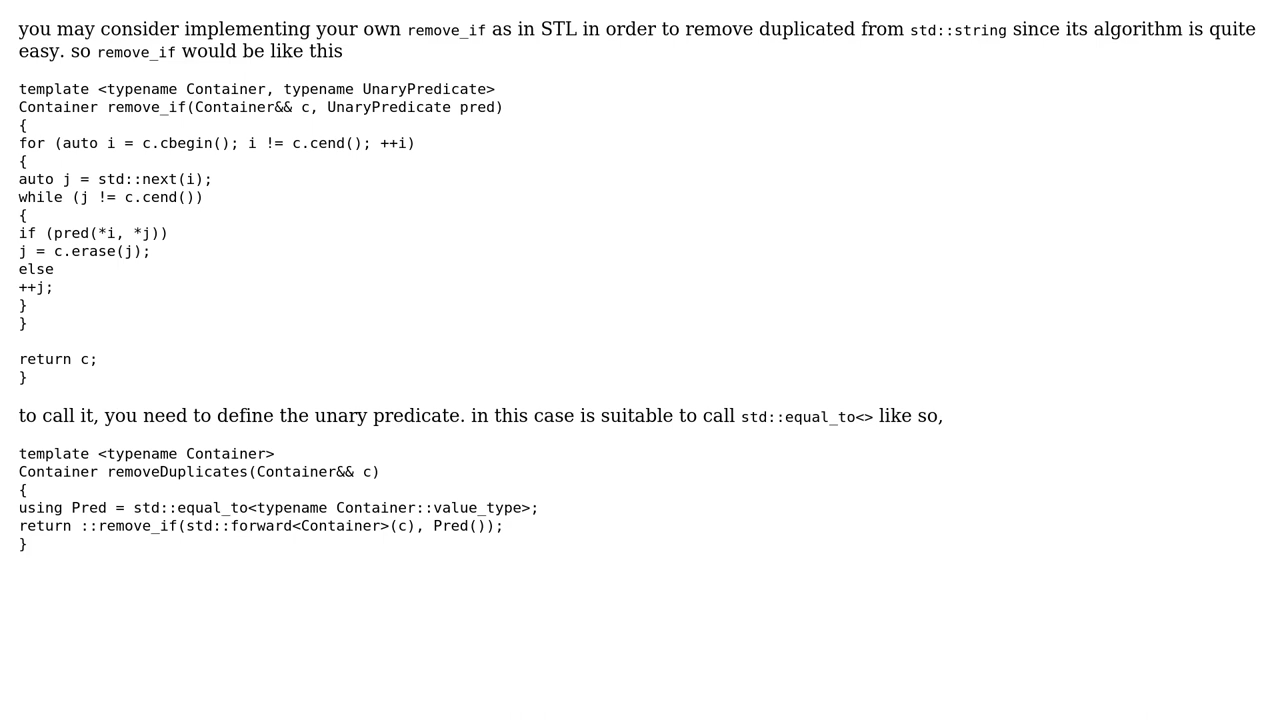 you may consider implementing your own remove_if as in STL in order to remove duplicated from std::string since its algorithm is quite
easy. so remove_if would be like this
template <typename Container, typename UnaryPredicate>
Container remove_if(Container&& c, UnaryPredicate pred)
{
for (auto i = c.cbegin(); i != c.cend(); ++i)
{
auto j = std::next(i);
while (j != c.cend())
{
if (pred(*i, *j))
j = c.erase(j);
else
++j;
}
}
return c;
}
to call it, you need to define the unary predicate. in this case is suitable to call std::equal_to<> like so,
template <typename Container>
Container removeDuplicates(Container&& c)
{
using Pred = std::equal_to<typename Container::value_type>;
return ::remove_if(std::forward<Container>(c), Pred());
}